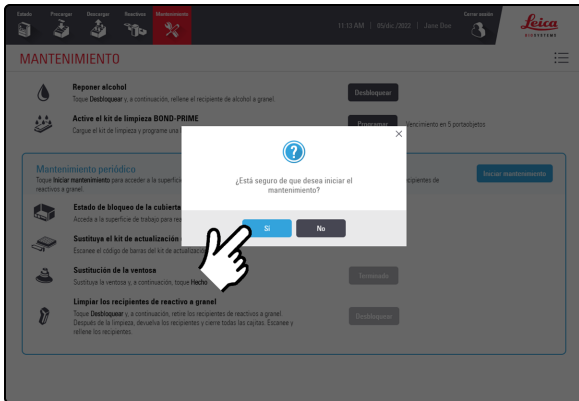 Estado Precargar Descargar Reactivos Mantenimiento
11:13 AM | 05/dic./2022 | Jane Doe
Cerrar sesión
Leica
BIOSYSTEMS
MANTENIMIENTO
Reponer alcohol
Toque Desbloquear y, a continuación, rellene el recipiente de alcohol a granel
Desbloquear
Active el kit de limpieza BOND-PRIME
Cargue el kit de limpieza y programe una
Programar
Vencimiento en 5 portaobjetos
¿Está seguro de que desea iniciar el
mantenimiento?
Sí No
Mantenimiento periódico
Toque Iniciar mantenimiento para acceder a la superficie
recipientes de
reactivos a granel.
Iniciar mantenimiento
Estado de bloqueo de la cubierta
Acceda a la superficie de trabajo para
Sustituya el kit de actualización
Escanee el código de barras del kit de actualización
Sustitución de la ventosa
Sustituya la ventosa y, a continuación, toque Hecho
Terminado
Limpiar los recipientes de reactivo a granel
Toque Desbloquear y, a continuación, retire los recipientes de reactivos a granel.
Después de la limpieza, devuelva los recipientes y cierre todas las cajitas. Escanee y
rellene los recipientes.
Desbloquear